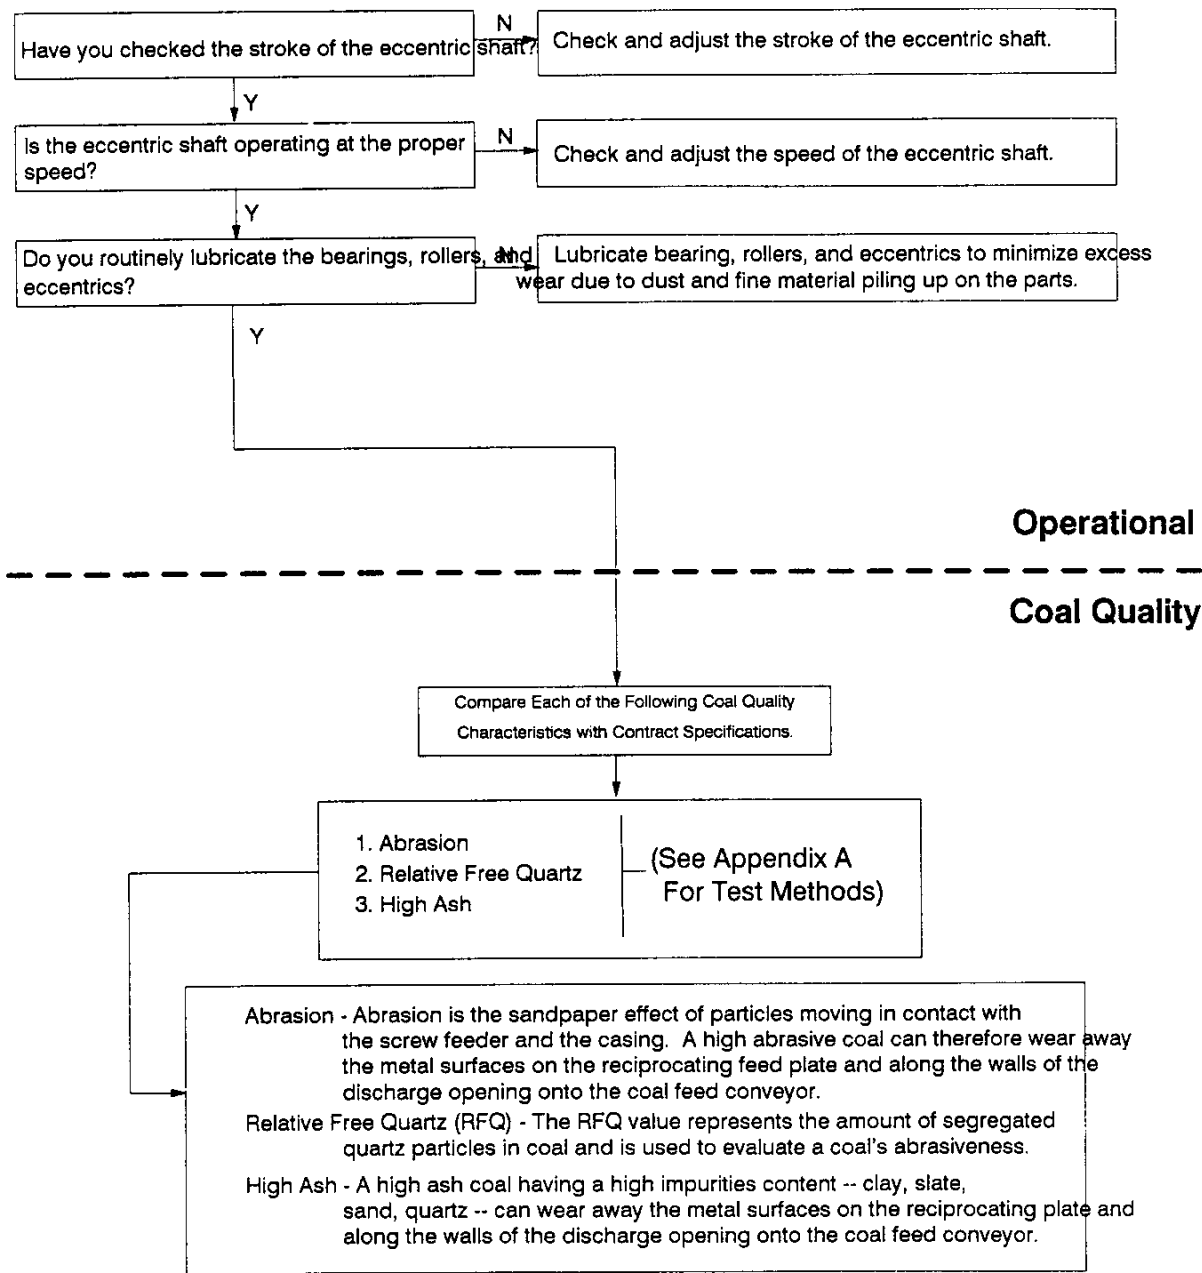 N
Have you checked the stroke of the eccentric shaft?
Check and adjust the stroke of the eccentric shaft.
Y
Is the eccentric shaft operating at the proper
speed?
N
Check and adjust the speed of the eccentric shaft.
Y
Do you routinely lubricate the bearings, rollers, and
eccentrics?
N
Lubricate bearing, rollers, and eccentrics to minimize excess
wear due to dust and fine material piling up on the parts.
Y
Operational
Coal Quality
Compare Each of the Following Coal Quality
Characteristics with Contract Specifications.
1. Abrasion
2. Relative Free Quartz
3. High Ash
(See Appendix A
For Test Methods)
Abrasion - Abrasion is the sandpaper effect of particles moving in contact with
the screw feeder and the casing. A high abrasive coal can therefore wear away
the metal surfaces on the reciprocating feed plate and along the walls of the
discharge opening onto the coal feed conveyor.
Relative Free Quartz (RFQ) - The RFQ value represents the amount of segregated
quartz particles in coal and is used to evaluate a coal's abrasiveness.
High Ash - A high ash coal having a high impurities content -- clay, slate,
sand, quartz -- can wear away the metal surfaces on the reciprocating plate and
along the walls of the discharge opening onto the coal feed conveyor.